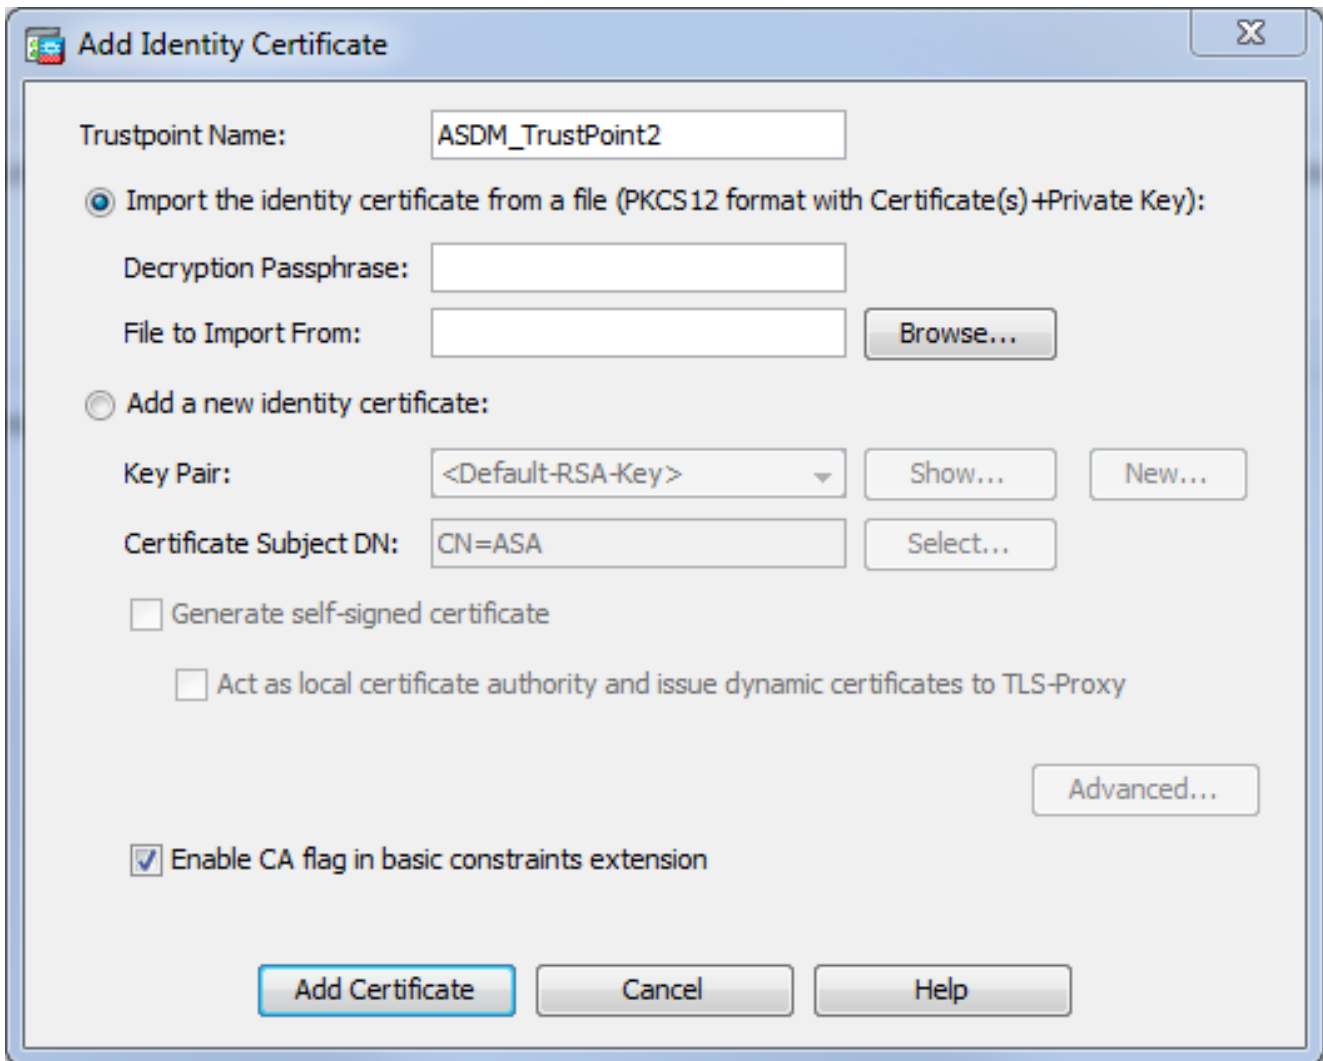 Add Identity Certificate
Trustpoint Name: ASDM_TrustPoint2
Import the identity certificate from a file (PKCS12 format with Certificate(s)+Private Key):
Decryption Passphrase:
File to Import From: Browse...
Add a new identity certificate:
Key Pair: <Default-RSA-Key> Show... New...
Certificate Subject DN: CN=ASA Select...
Generate self-signed certificate
Act as local certificate authority and issue dynamic certificates to TLS-Proxy
Advanced...
Enable CA flag in basic constraints extension
Add Certificate Cancel Help